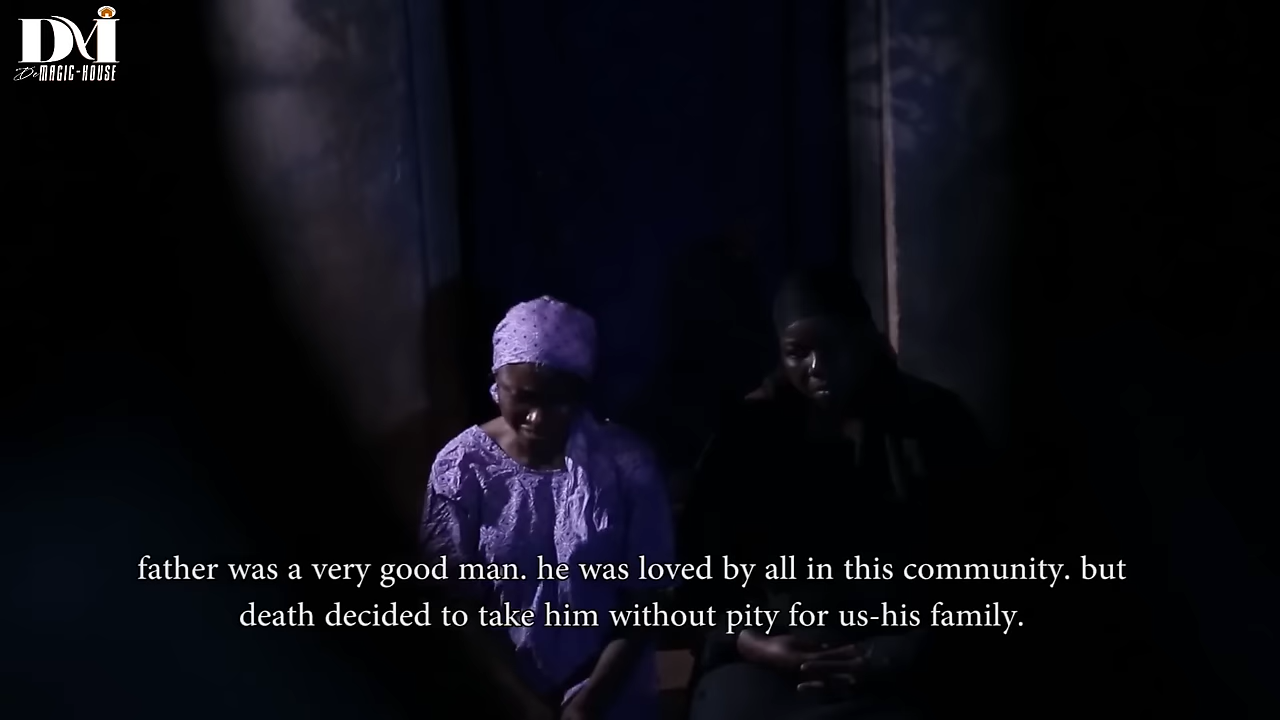 DMI
De MAGIC-HOUSE
father was a very good man. he was loved by all in this community. but
death decided to take him without pity for us-his family.